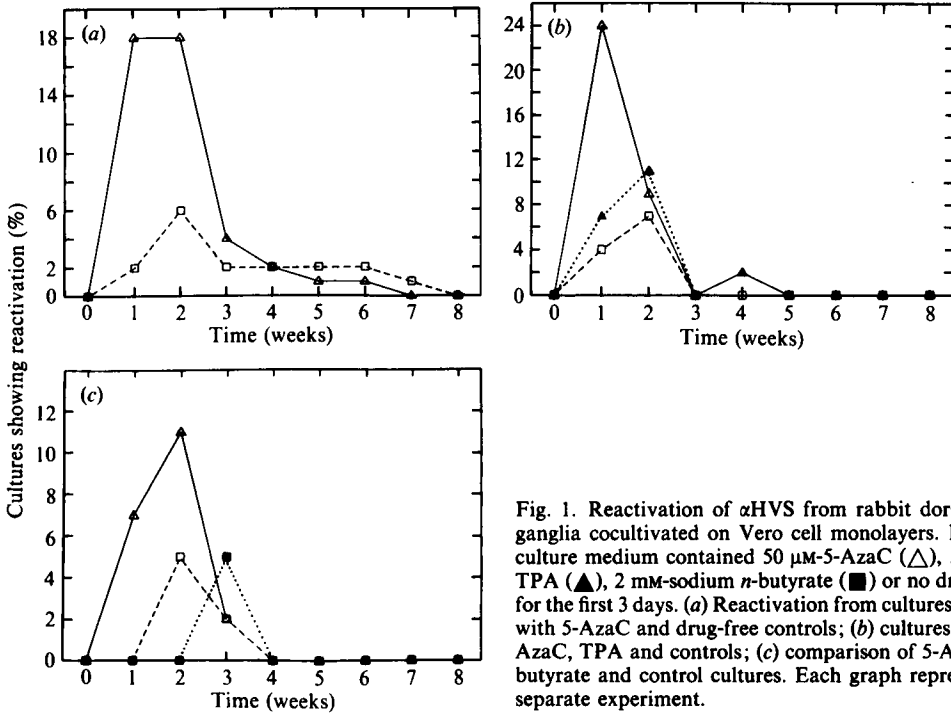 (a)
18
14
10
6
2
0
0 1 2 3 4 5 6 7 8
Time (weeks)
(b)
24
20
16
12
8
4
0
0 1 2 3 4 5 6 7 8
Time (weeks)
Cultures showing reactivation (%)
(c)
12
10
8
6
4
2
0
0 1 2 3 4 5 6 7 8
Time (weeks)
Fig. 1. Reactivation of αHVS from rabbit dor
ganglia cocultivated on Vero cell monolayers.
culture medium contained 50 μM-5-AzaC (△),
TPA (▲), 2 mM-sodium n-butyrate (■) or no dr
for the first 3 days. (a) Reactivation from cultures
with 5-AzaC and drug-free controls; (b) cultures
AzaC, TPA and controls; (c) comparison of 5-A
butyrate and control cultures. Each graph repre
separate experiment.